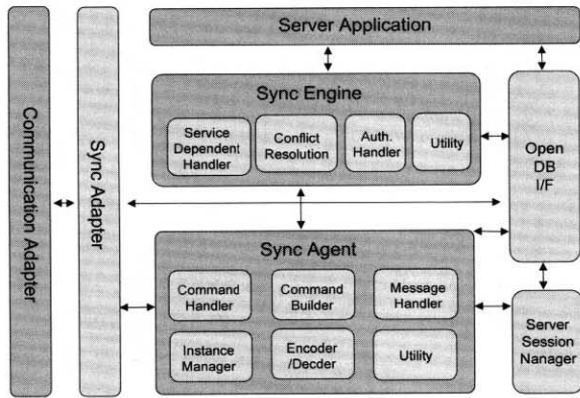 Server Application
Communication Adapter
Sync Adapter
Sync Engine
Service
Dependent
Handler
Conflict
Resolution
Auth.
Handler
Utility
Open
DB
I/F
Sync Agent
Command
Handler
Command
Builder
Message
Handler
Instance
Manager
Encoder
/Decder
Utility
Server
Session
Nanager